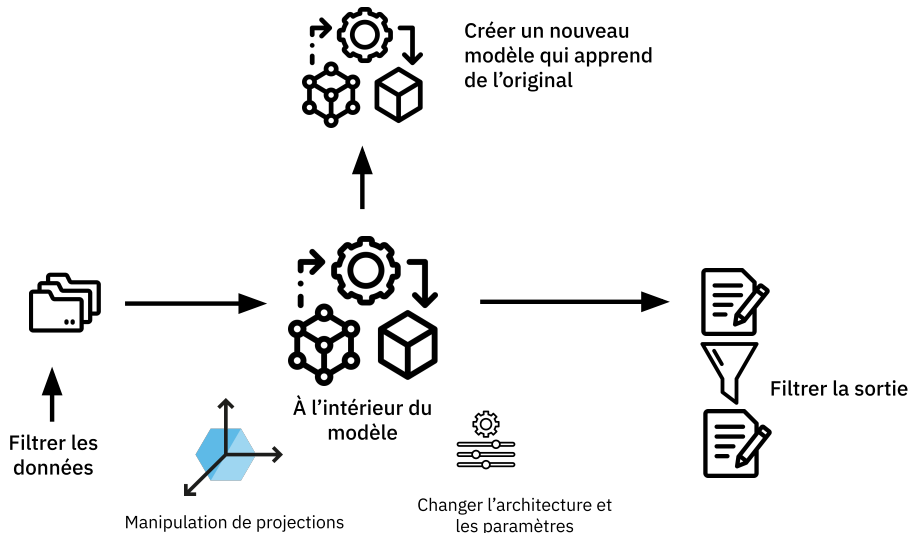 Créer un nouveau
modèle qui apprend
de l'original
À l'intérieur du
modèle
Filtrer la sortie
Filtrer les
données
Manipulation de projections
Changer l'architecture et
les paramètres